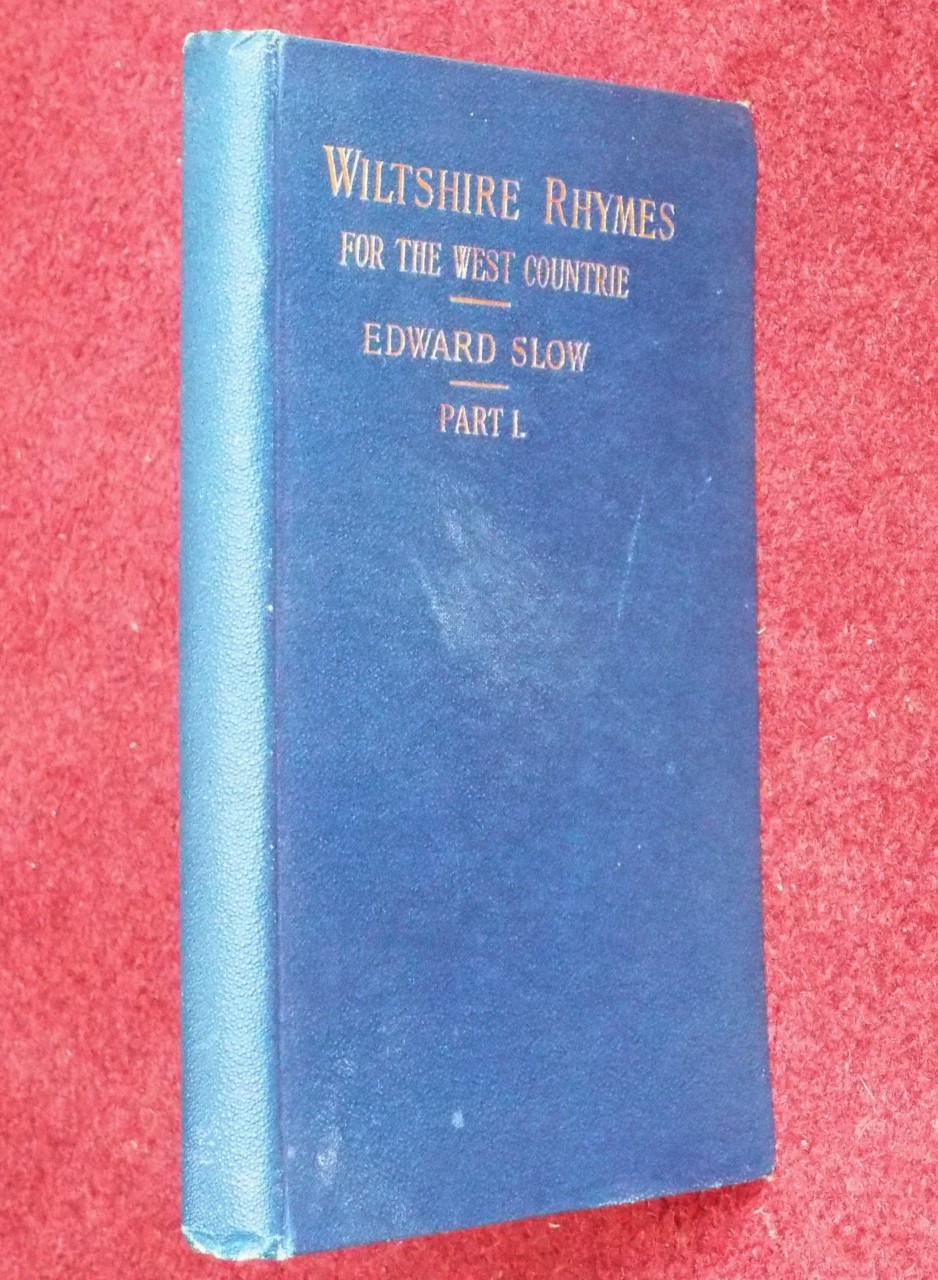 WILTSHIRE RHYMES
FOR THE WEST COUNTRIE
EDWARD SLOW
PART I.